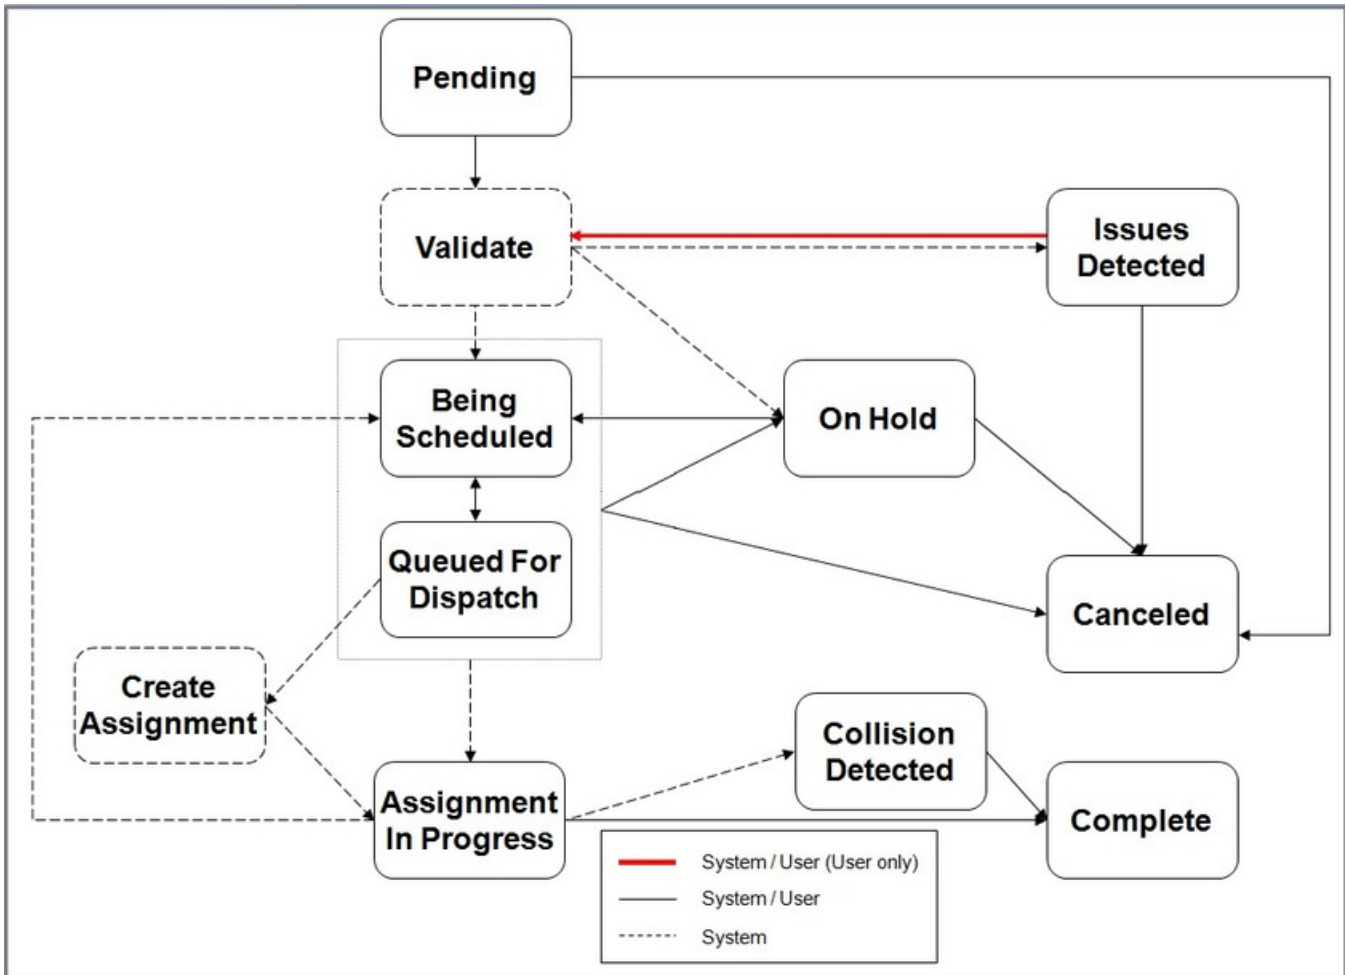 Pending
Validate
Issues
Detected
Being
Scheduled
On Hold
Queued For
Dispatch
Canceled
Create
Assignment
Collision
Detected
Assignment
In Progress
Complete
System / User (User only)
System / User
System